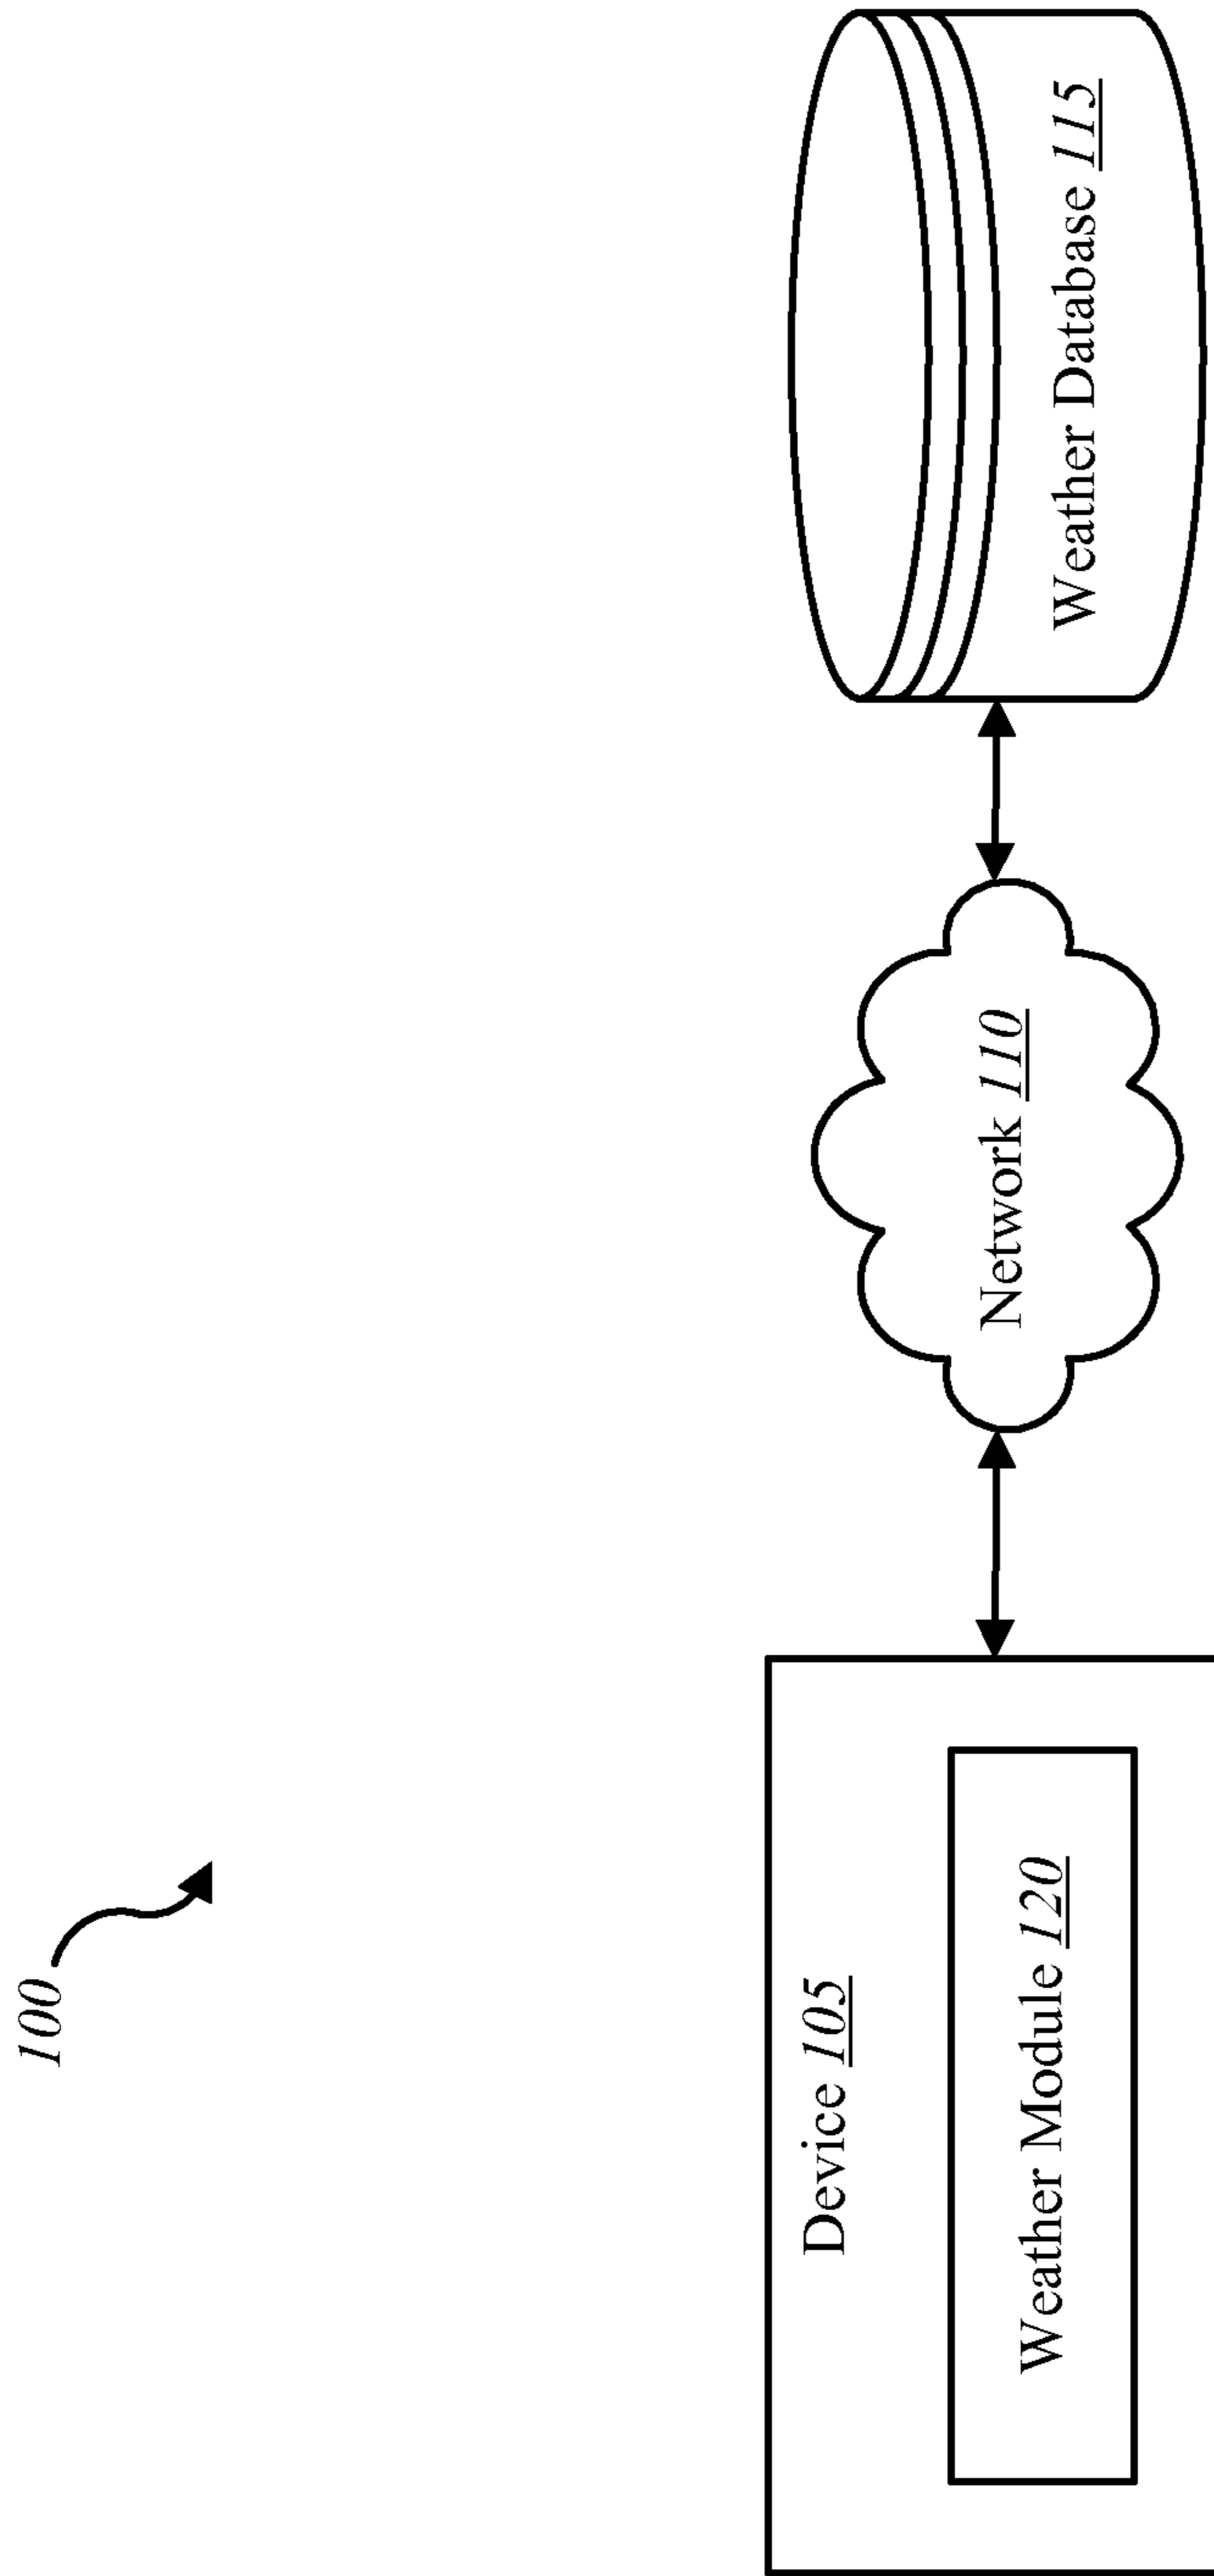 100
Device 105
Weather Module 120
Network 110
Weather Database 115